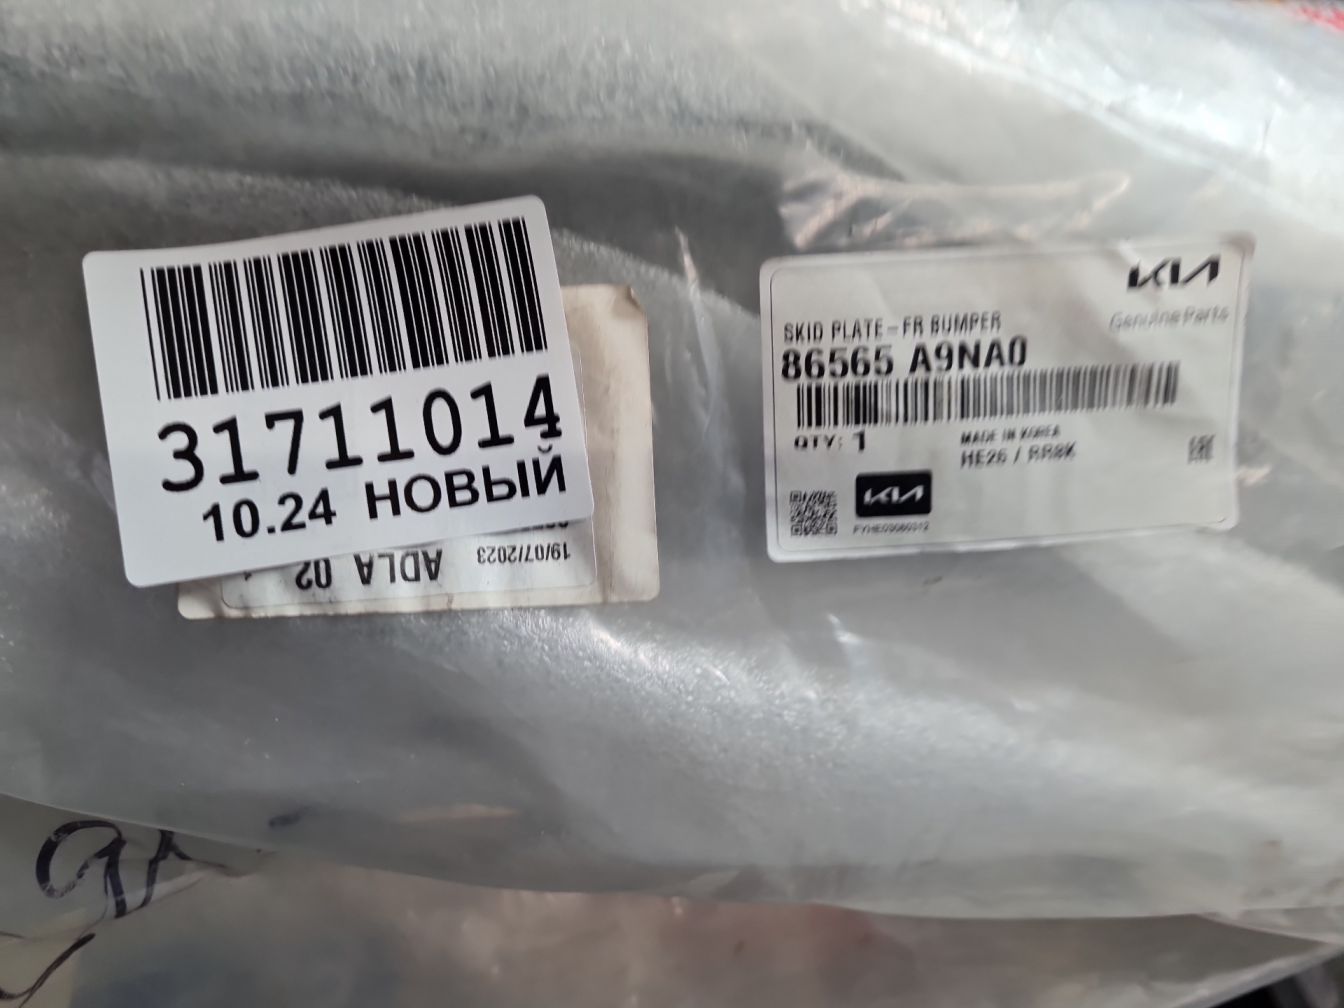 31711014
10.24 НОВЫЙ
19/07/2023
ADLA 02
KIA
Genuine Parts
SKID PLATE-FR BUMPER
86565 A9NA0
QTY: 1
MADE IN KOREA
HE26 / RR8K
KIA